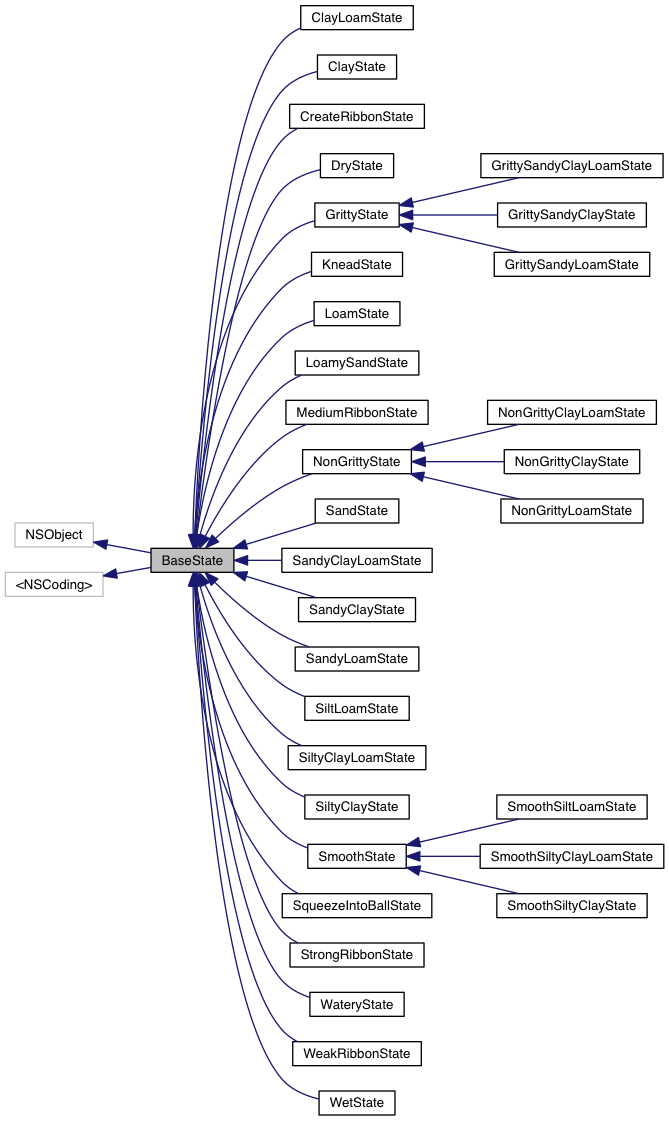 ClayLoamState
ClayState
CreateRibbonState
DryState
GrittySandyClayLoamState
GrittyState
GrittySandyClayState
KneadState
GrittySandyLoamState
LoamState
LoamySandState
MediumRibbonState
NonGrittyClayLoamState
NonGrittyState
NonGrittyClayState
SandState
NonGrittyLoamState
NSObject
BaseState
SandyClayLoamState
<NSCoding>
SandyClayState
SandyLoamState
SiltLoamState
SiltyClayLoamState
SiltyClayState
SmoothSiltLoamState
SmoothState
SmoothSiltyClayLoamState
SqueezeIntoBallState
SmoothSiltyClayState
StrongRibbonState
WateryState
WeakRibbonState
WetState